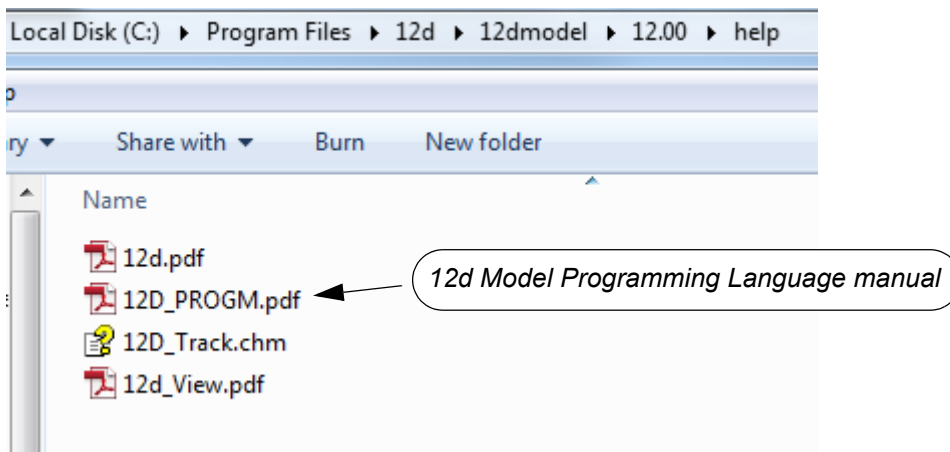 Local Disk (C:) ▸ Program Files ▸ 12d ▸ 12dmodel ▸ 12.00 ▸ help
p
ry ▾ Share with ▾ Burn New folder
Name
12d.pdf
12D_PROGM.pdf
12d Model Programming Language manual
12D_Track.chm
12d_View.pdf